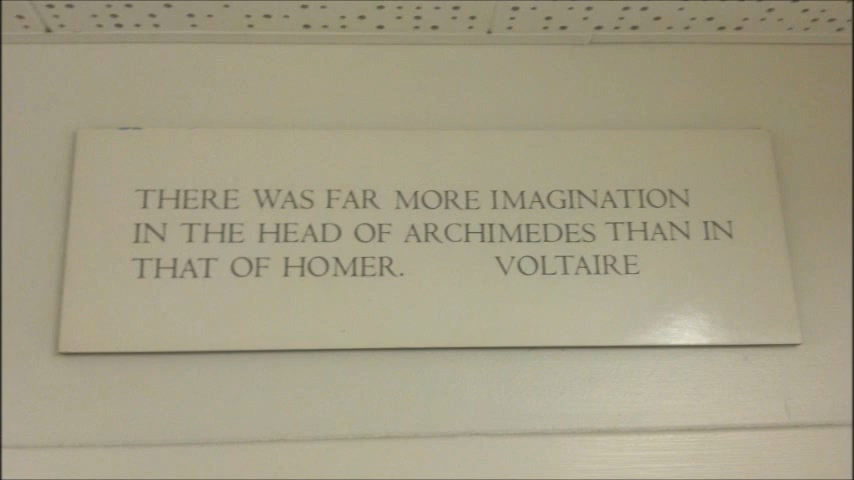 THERE WAS FAR MORE IMAGINATION
IN THE HEAD OF ARCHIMEDES THAN IN
THAT OF HOMER. VOLTAIRE